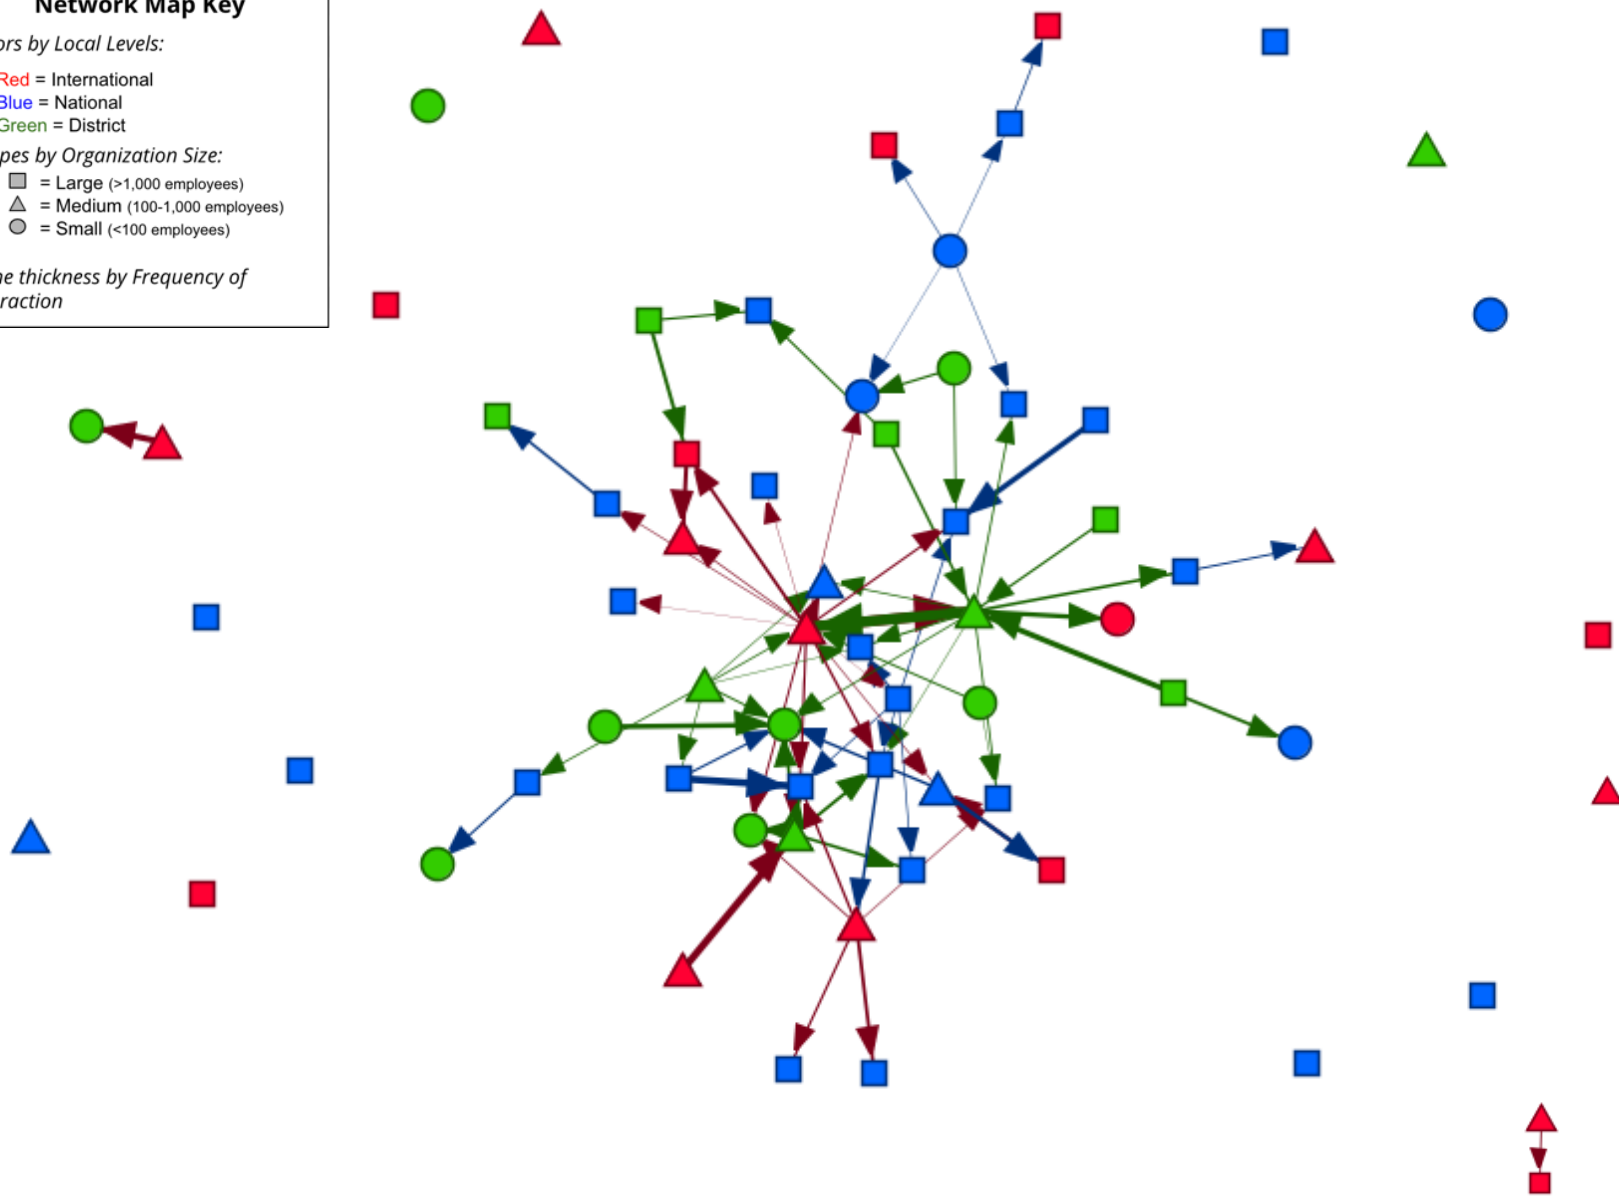 Network Map Key
ors by Local Levels:
Red = International
Blue = National
Green = District
pes by Organization Size:
= Large (>1,000 employees)
= Medium (100-1,000 employees)
= Small (<100 employees)
ne thickness by Frequency of
raction